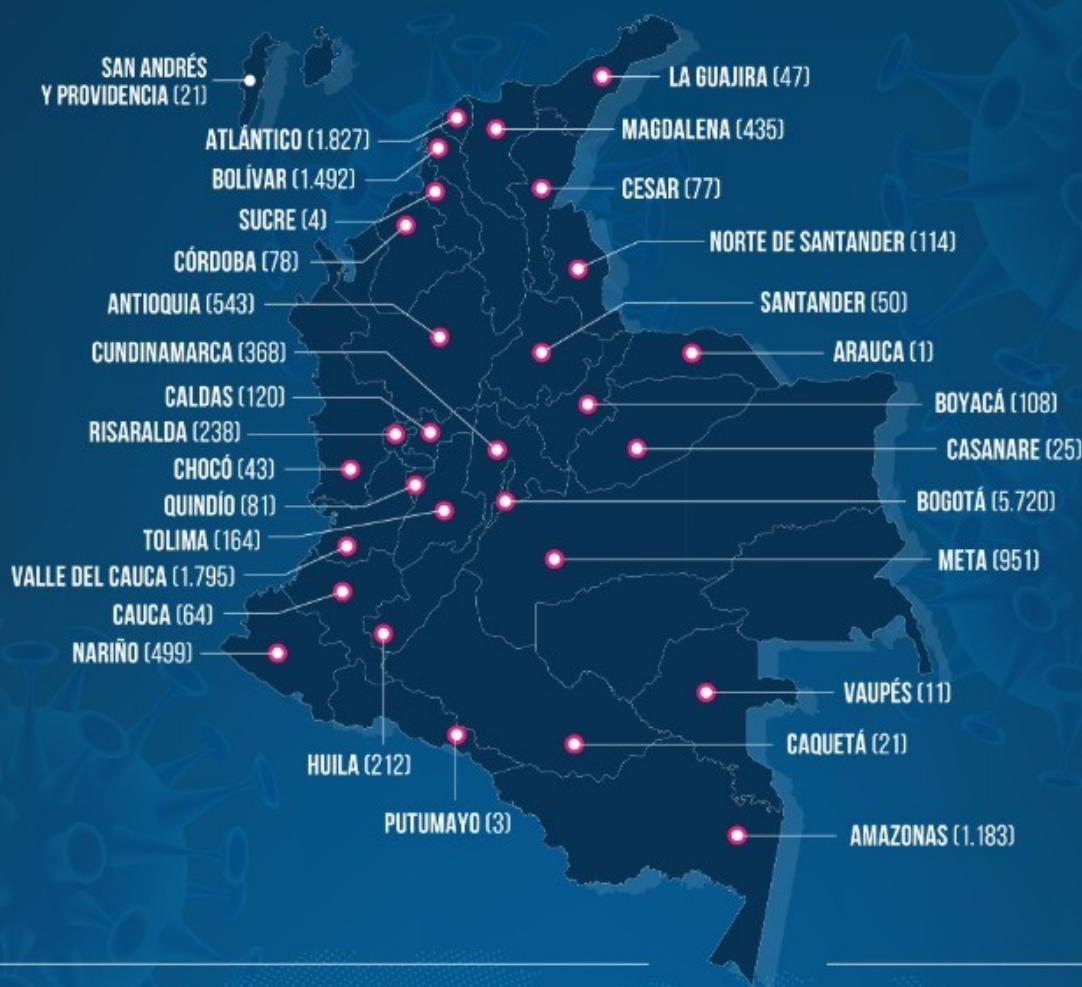 SAN ANDRÉS
Y PROVIDENCIA (21)
ATLÁNTICO (1.827)
BOLÍVAR (1.492)
SUCRE (4)
CÓRDOBA (78)
ANTIOQUIA (543)
CUNDINAMARCA (368)
CALDAS (120)
RISARALDA (238)
CHOCÓ (43)
QUINDÍO (81)
TOLIMA (164)
VALLE DEL CAUCA (1.795)
CAUCA (64)
NARIÑO (499)
HUILA (212)
PUTUMAYO (3)
LA GUAJIRA (47)
MAGDALENA (435)
CESAR (77)
NORTE DE SANTANDER (114)
SANTANDER (50)
ARAUCA (1)
BOYACÁ (108)
CASANARE (25)
BOGOTÁ (5.720)
META (951)
VAUPÉS (11)
CAQUETÁ (21)
AMAZONAS (1.183)